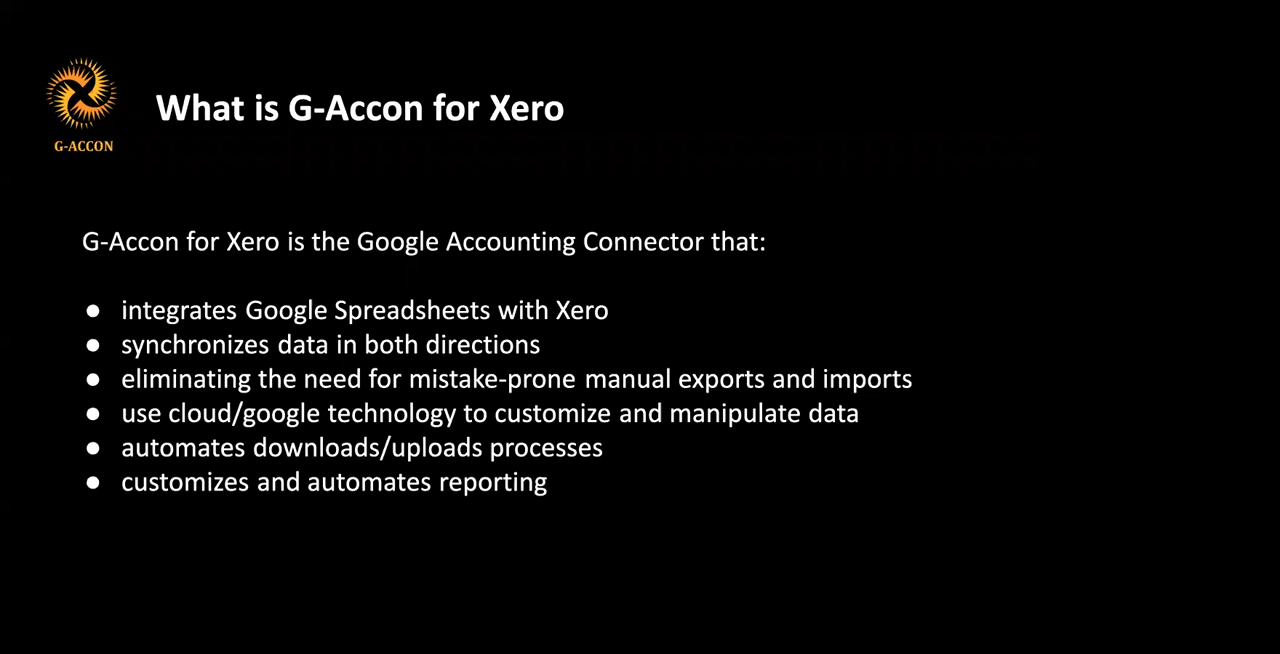 What is G-Accon for Xero
G-ACCON
G-Accon for Xero is the Google Accounting Connector that:
● integrates Google Spreadsheets with Xero
● synchronizes data in both directions
● eliminating the need for mistake-prone manual exports and imports
● use cloud/google technology to customize and manipulate data
● automates downloads/uploads processes
● customizes and automates reporting